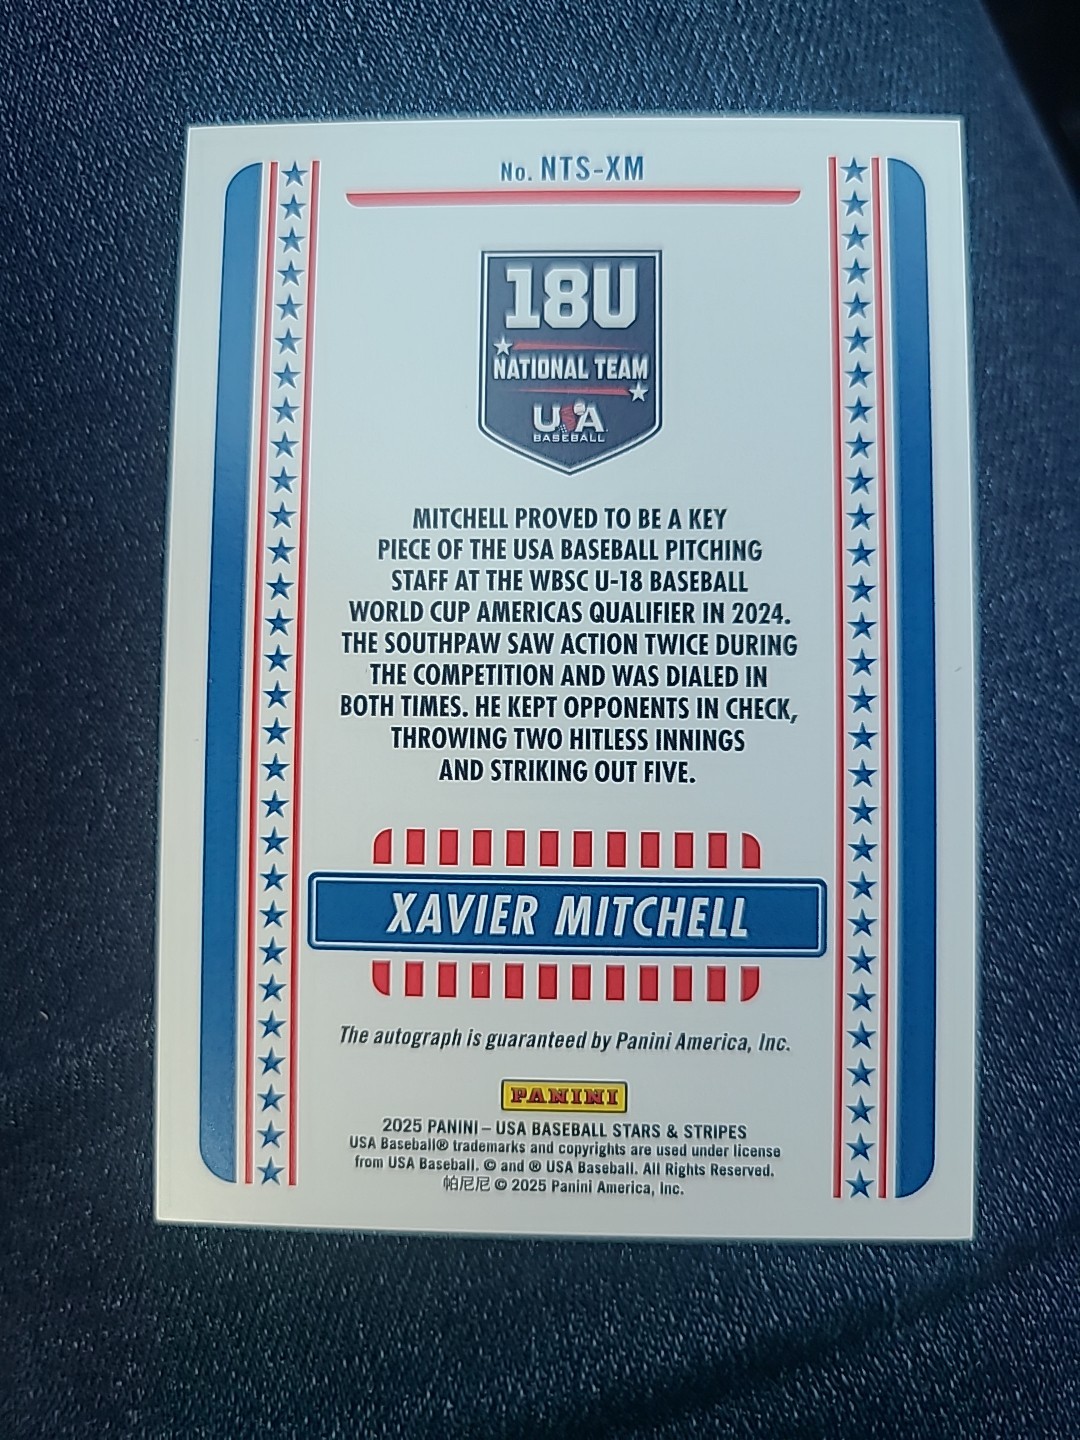 No. NTS-XM
18U
NATIONAL TEAM
USA
BASEBALL
MITCHELL PROVED TO BE A KEY
PIECE OF THE USA BASEBALL PITCHING
STAFF AT THE WBSC U-18 BASEBALL
WORLD CUP AMERICAS QUALIFIER IN 2024.
THE SOUTHPAW SAW ACTION TWICE DURING
THE COMPETITION AND WAS DIALED IN
BOTH TIMES. HE KEPT OPPONENTS IN CHECK,
THROWING TWO HITLESS INNINGS
AND STRIKING OUT FIVE.
XAVIER MITCHELL
The autograph is guaranteed by Panini America, Inc.
PANINI
2025 PANINI – USA BASEBALL STARS & STRIPES
USA Baseball® trademarks and copyrights are used under license
from USA Baseball. © and ® USA Baseball. All Rights Reserved.
帕尼尼 © 2025 Panini America, Inc.